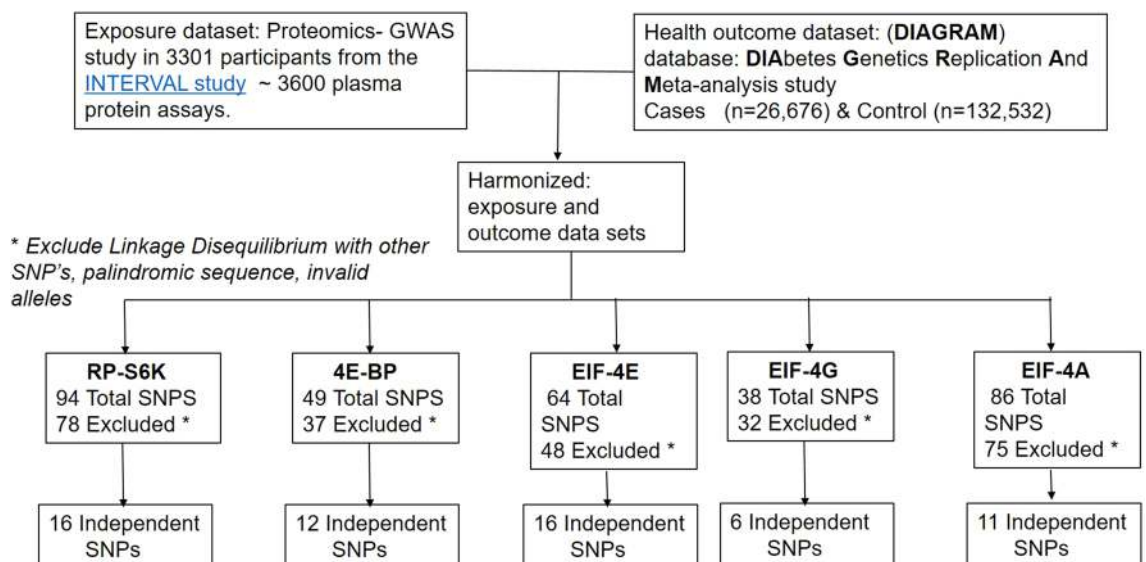 Exposure dataset: Proteomics- GWAS
study in 3301 participants from the
INTERVAL study ~ 3600 plasma
protein assays.
Health outcome dataset: (DIAGRAM)
database: DIAbetes Genetics Replication And
Meta-analysis study
Cases (n=26,676) & Control (n=132,532)
Harmonized:
exposure and
outcome data sets
* Exclude Linkage Disequilibrium with other
SNP's, palindromic sequence, invalid
alleles
RP-S6K
94 Total SNPS
78 Excluded *
4E-BP
49 Total SNPS
37 Excluded *
EIF-4E
64 Total
SNPS
48 Excluded *
EIF-4G
38 Total SNPS
32 Excluded *
EIF-4A
86 Total
SNPS
75 Excluded *
16 Independent
SNPs
12 Independent
SNPs
16 Independent
SNPs
6 Independent
SNPs
11 Independent
SNPs